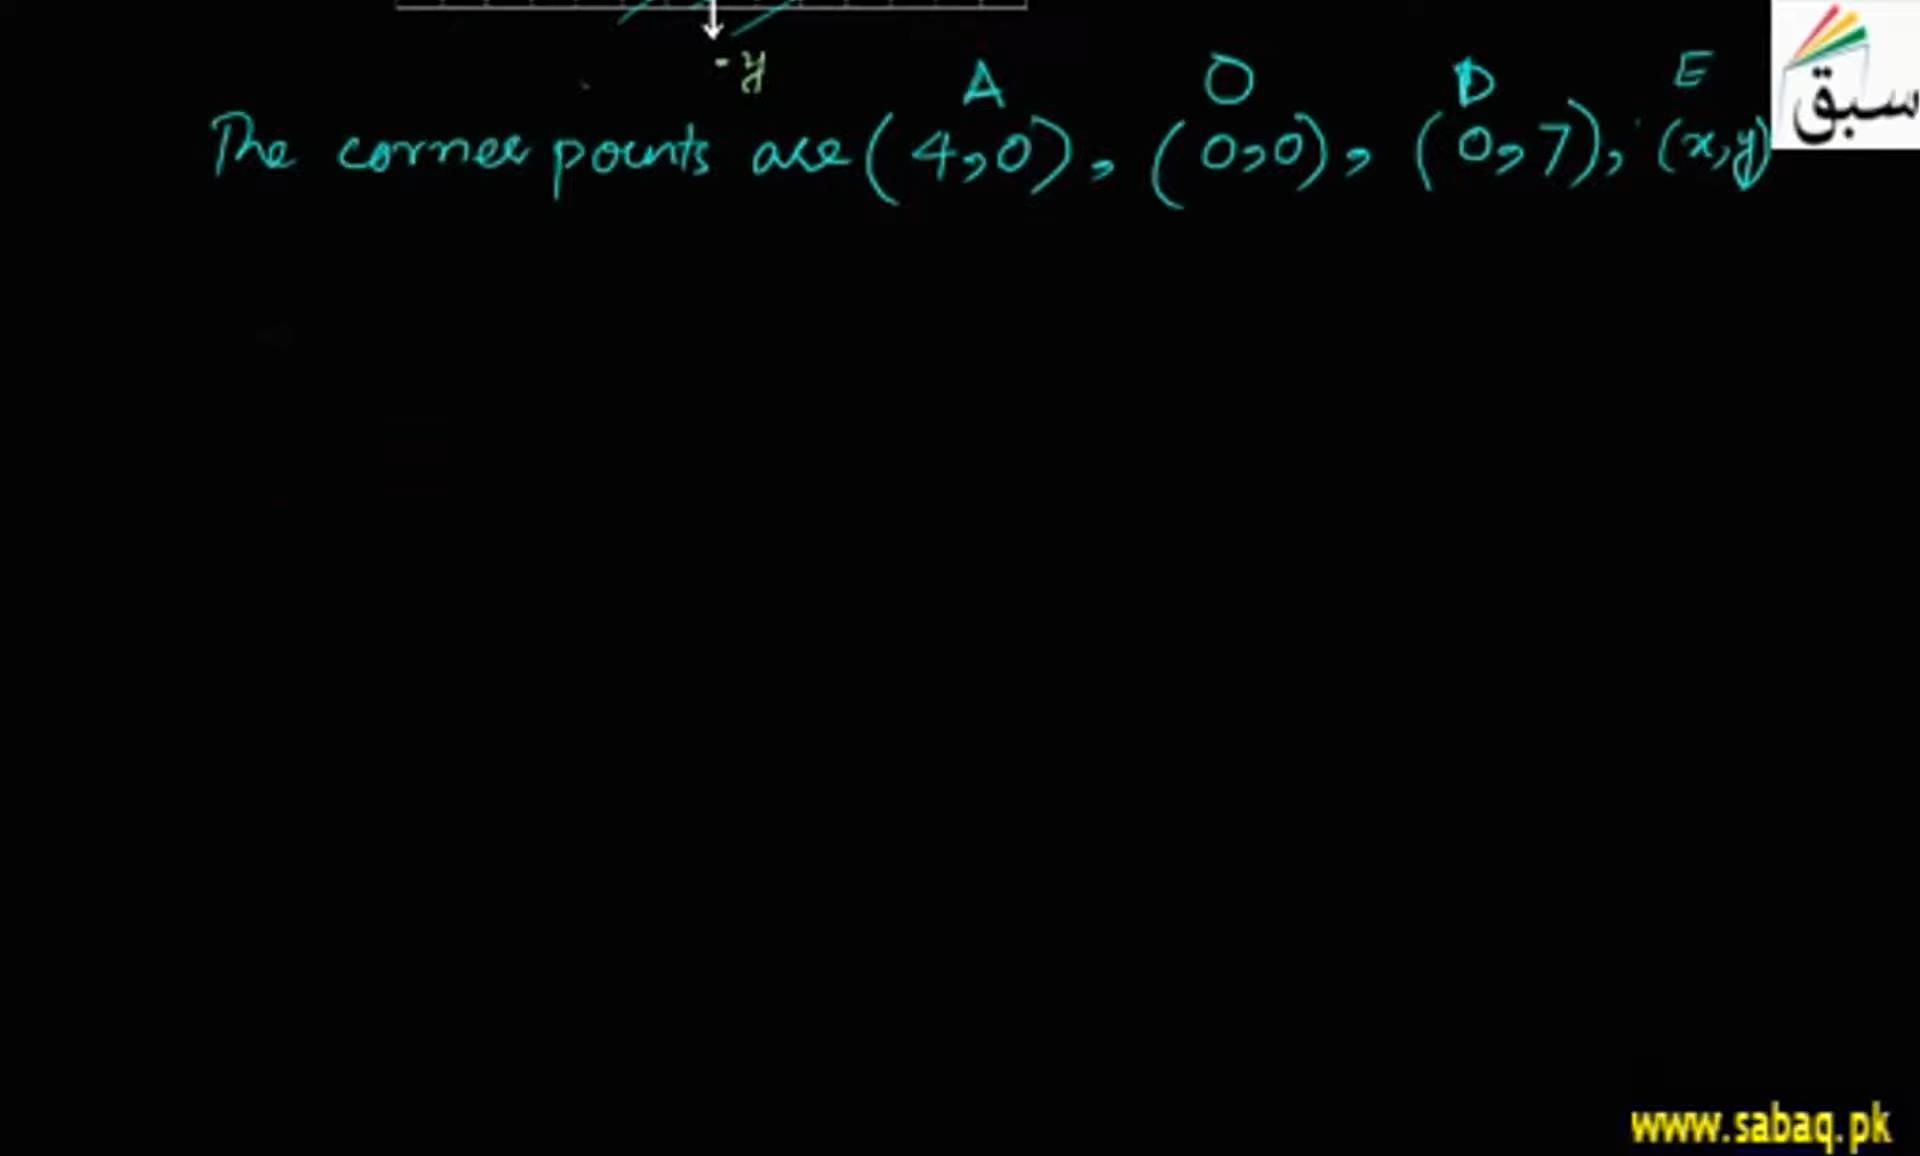 -y
A O D E
The corner points are (4,0), (0,0), (0,7), (x,y)
سبق
www.sabaq.pk